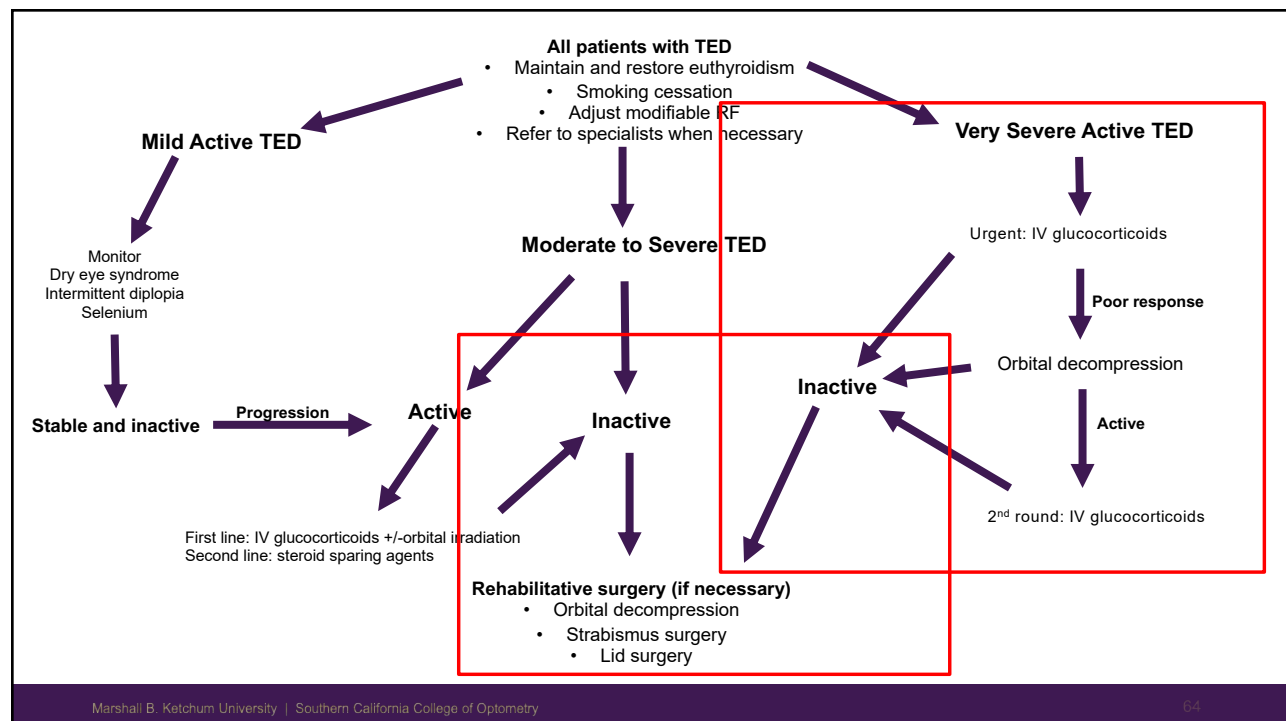 All patients with TED
• Maintain and restore euthyroidism
• Smoking cessation
• Adjust modifiable RF
• Refer to specialists when necessary
Mild Active TED
Very Severe Active TED
Monitor
Dry eye syndrome
Intermittent diplopia
Selenium
Moderate to Severe TED
Urgent: IV glucocorticoids
Poor response
Orbital decompression
Stable and inactive
Progression
Active
Inactive
Inactive
Active
First line: IV glucocorticoids +/-orbital irradiation
Second line: steroid sparing agents
2nd round: IV glucocorticoids
Rehabilitative surgery (if necessary)
• Orbital decompression
• Strabismus surgery
• Lid surgery
Marshall B. Ketchum University | Southern California College of Optometry
64